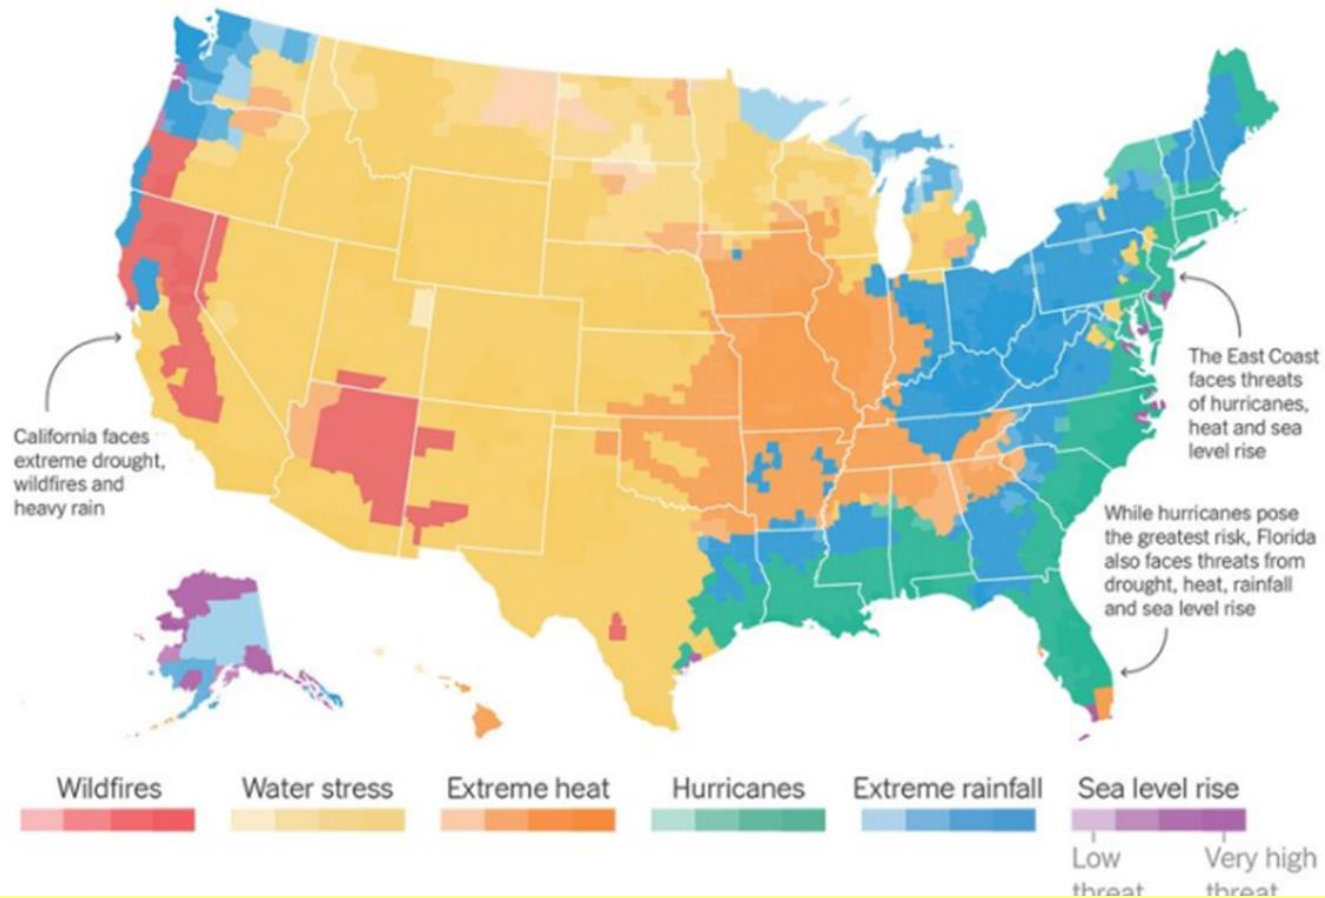 The East Coast
faces threats
of hurricanes,
heat and sea
level rise
California faces
extreme drought,
wildfires and
heavy rain
While hurricanes pose
the greatest risk, Florida
also faces threats from
drought, heat, rainfall
and sea level rise
Wildfires
Water stress
Extreme heat
Hurricanes
Extreme rainfall
Sea level rise
Low
threat
Very high
threat